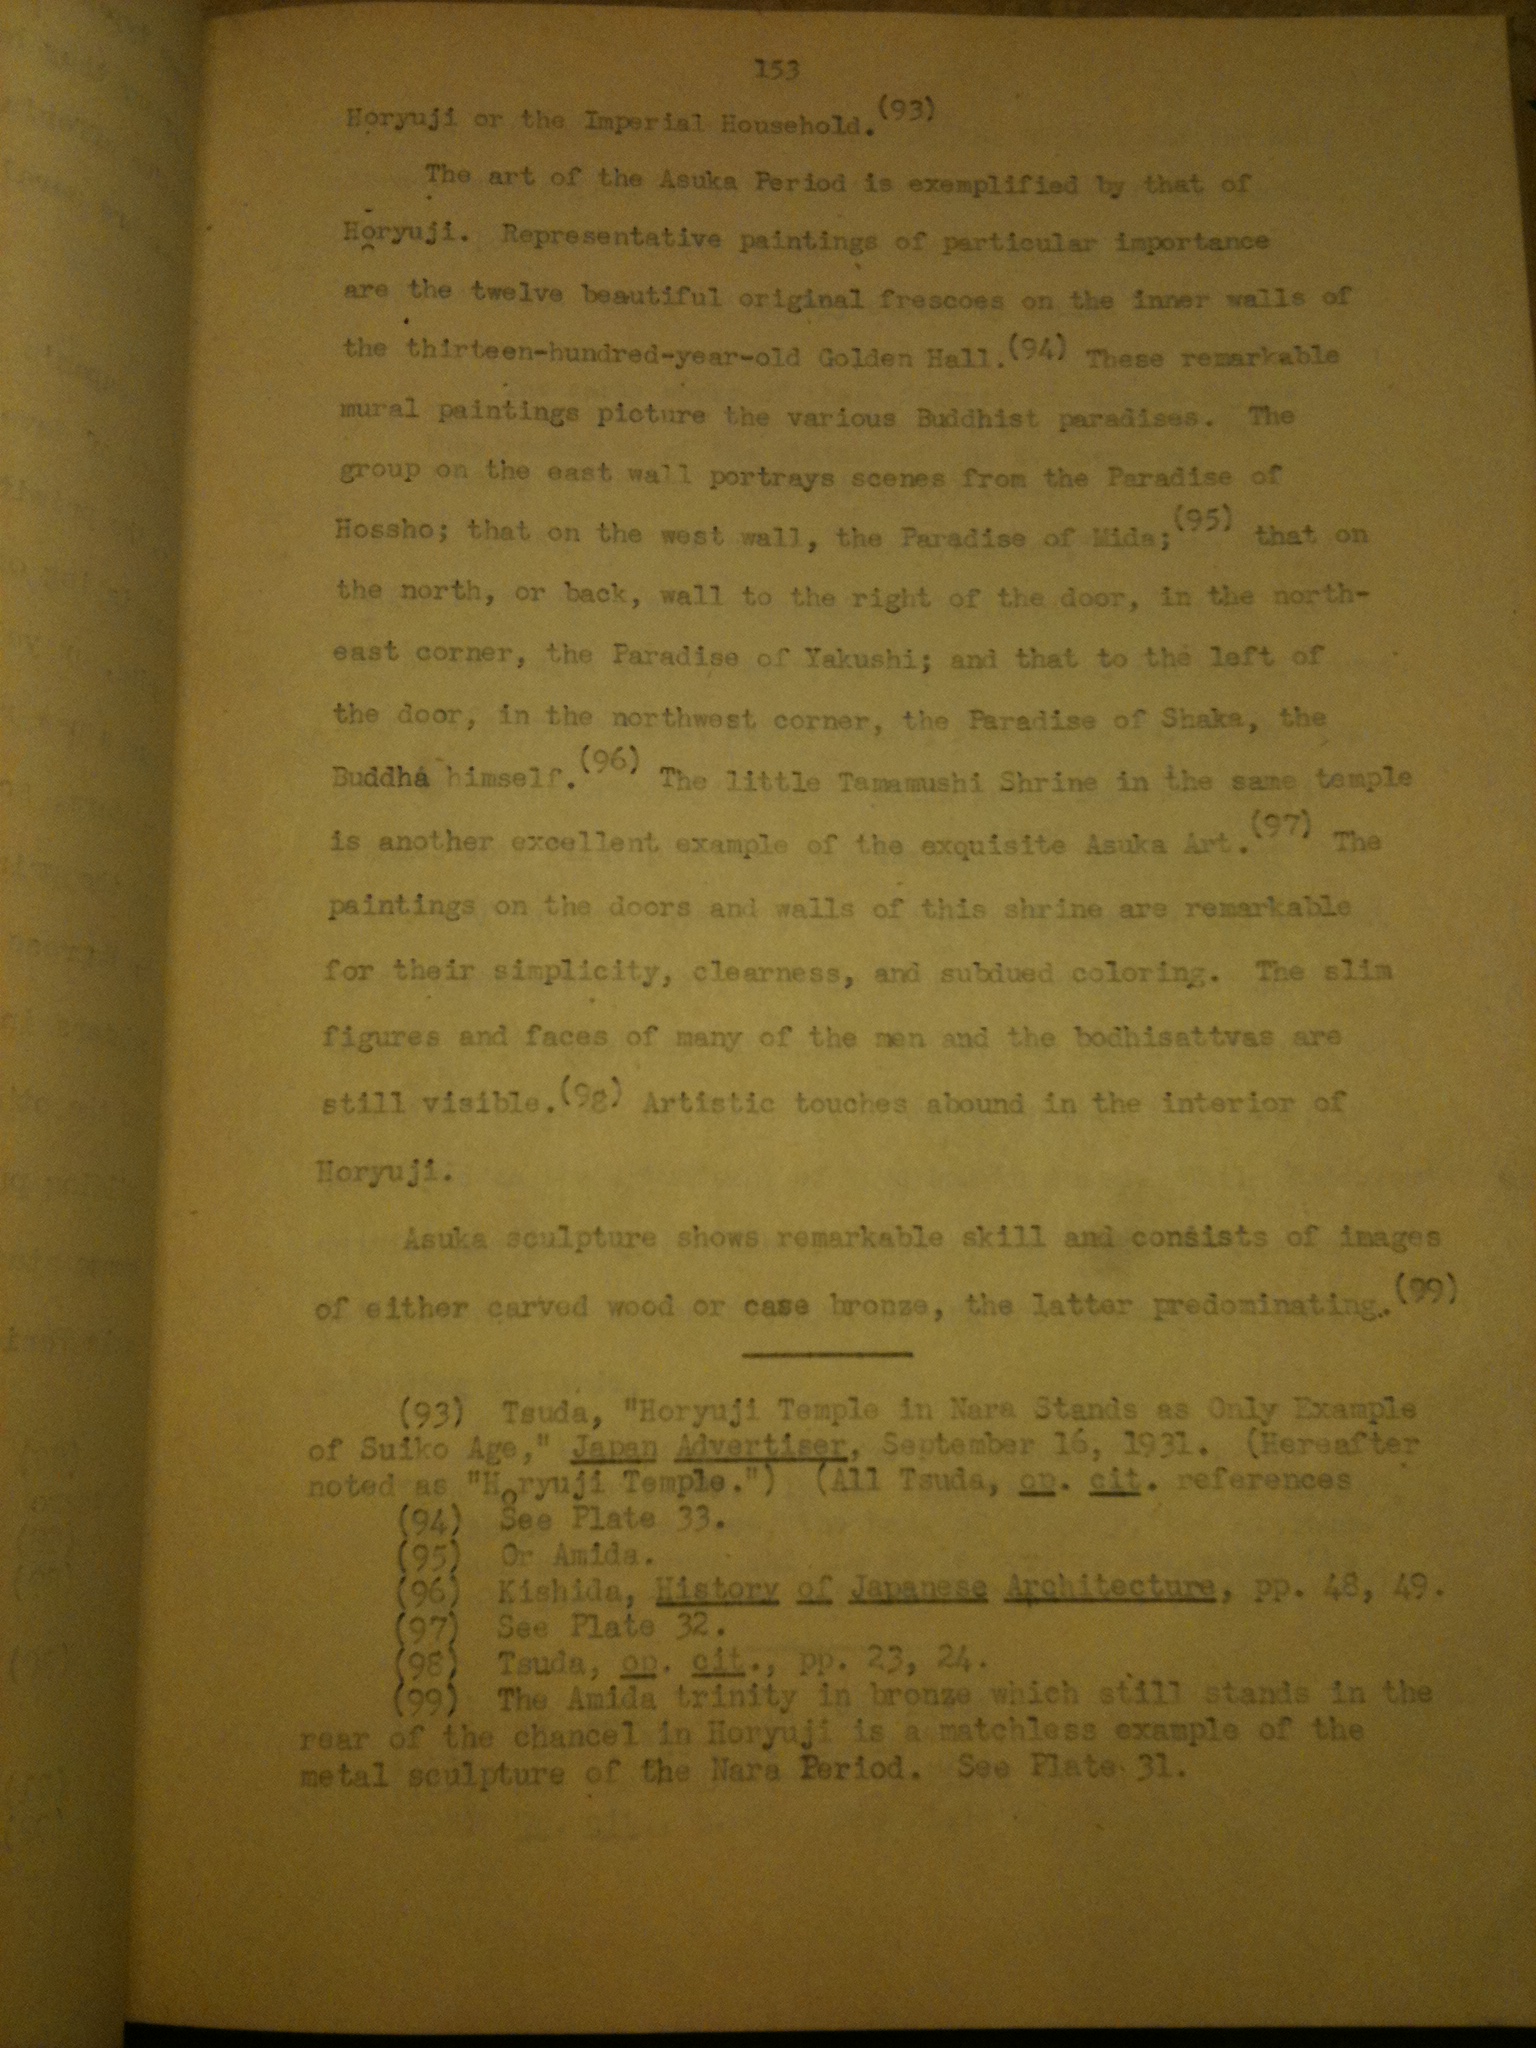 153
Horyuji or the Imperial Household.(93)
The art of the Asuka Period is exemplified by that of
Horyuji. Representative paintings of particular importance
are the twelve beautiful original frescoes on the inner walls of
the thirteen-hundred-year-old Golden Hall.(94) These remarkable
mural paintings picture the various Buddhist paradises. The
group on the east wall portrays scenes from the Paradise of
Hossho; that on the west wall, the Paradise of Mida;(95) that on
the north, or back, wall to the right of the door, in the north-
east corner, the Paradise of Yakushi; and that to the left of
the door, in the northwest corner, the Paradise of Shaka, the
Buddha himself.(96) The little Tamamushi Shrine in the same temple
is another excellent example of the exquisite Asuka Art.(97) The
paintings on the doors and walls of this shrine are remarkable
for their simplicity, clearness, and subdued coloring. The slim
figures and faces of many of the men and the bodhisattvas are
still visible.(98) Artistic touches abound in the interior of
Horyuji.
Asuka sculpture shows remarkable skill and consists of images
of either carved wood or case bronze, the latter predominating.(99)
(93) Tsuda, "Horyuji Temple in Nara Stands as Only Example
of Suiko Age," Japan Advertiser, September 16, 1931. (Hereafter
noted as "Horyuji Temple.") (All Tsuda, op. cit. references
(94) See Plate 33.
(95) Or Amida.
(96) Kishida, History of Japanese Architecture, pp. 48, 49.
(97) See Plate 32.
(98) Tsuda, op. cit., pp. 23, 24.
(99) The Amida trinity in bronze which still stands in the
rear of the chancel in Horyuji is a matchless example of the
metal sculpture of the Nara Period. See Plate 31.